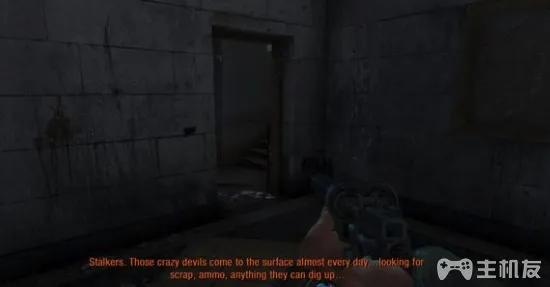 Stalkers. Those crazy devils come to the surface almost every day...looking for
scrap, ammo, anything they can dig up...
主机友